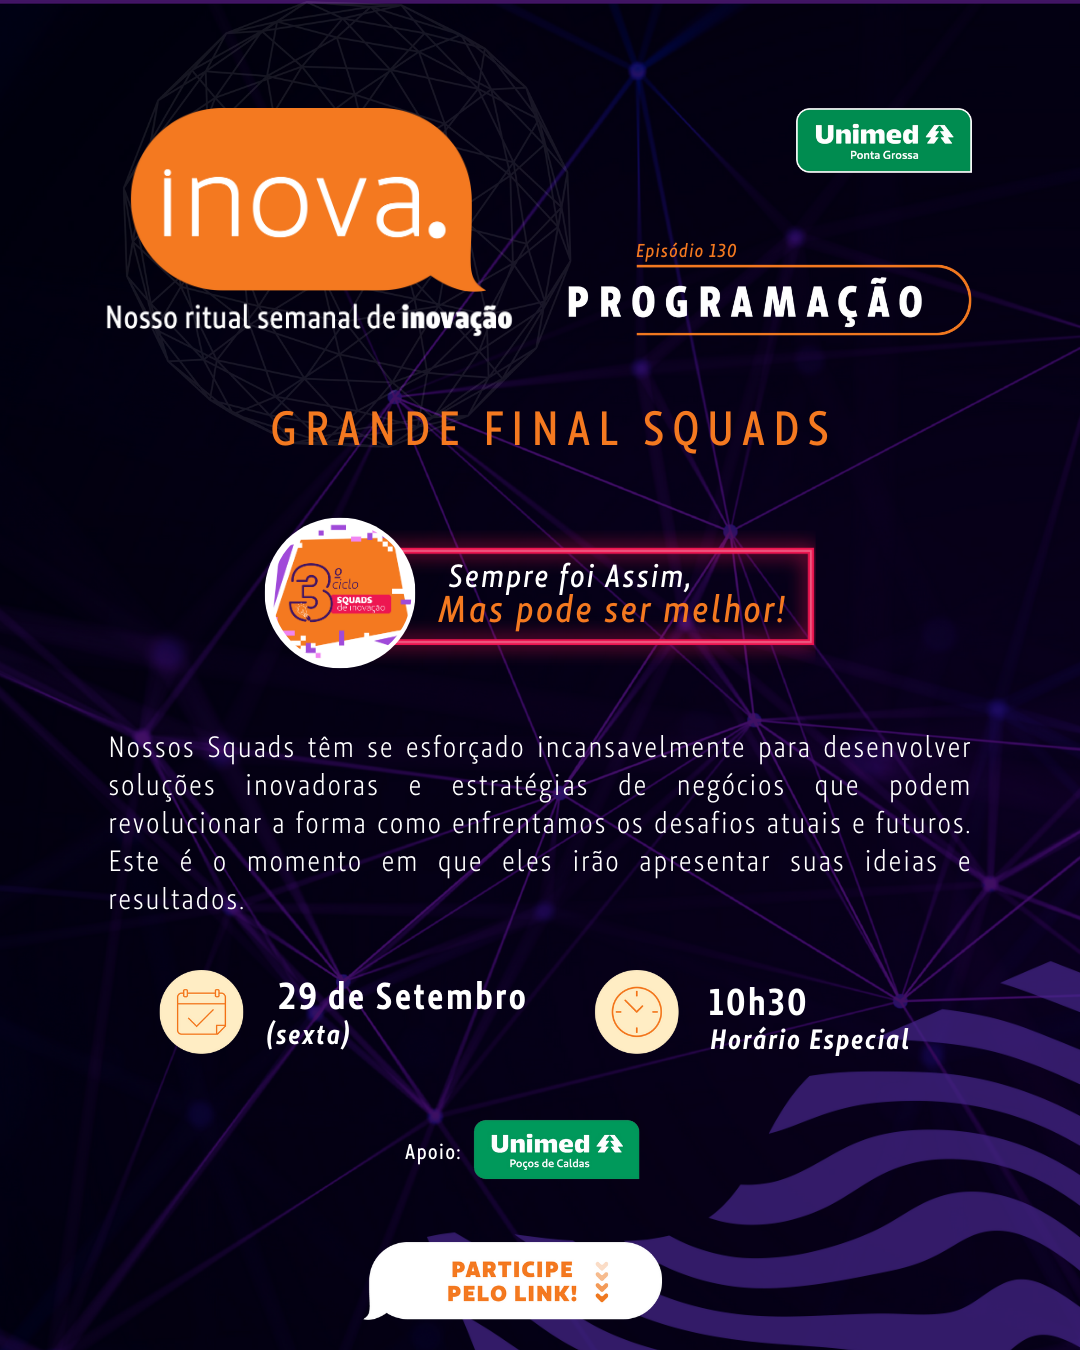 inova.
Nosso ritual semanal de inovação
Unimed
Ponta Grossa
Episódio 130
PROGRAMAÇÃO
GRANDE FINAL SQUADS
3º
ciclo
SQUADS
de inovação
Sempre foi Assim,
Mas pode ser melhor!
Nossos Squads têm se esforçado incansavelmente para desenvolver
soluções inovadoras e estratégias de negócios que podem
revolucionar a forma como enfrentamos os desafios atuais e futuros.
Este é o momento em que eles irão apresentar suas ideias e
resultados.
29 de Setembro
(sexta)
10h30
Horário Especial
Apoio:
Unimed
Poços de Caldas
PARTICIPE
PELO LINK!